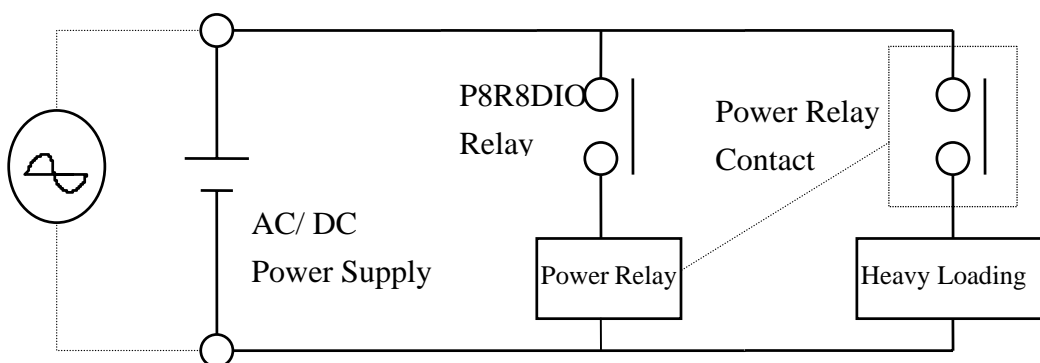 P8R8DIO
Relay
Power Relay
Contact
AC/ DC
Power Supply
Power Relay
Heavy Loading